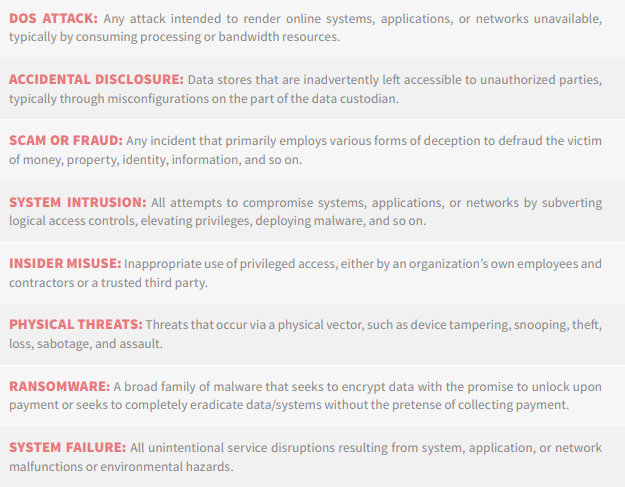 DOS ATTACK: Any attack intended to render online systems, applications, or networks unavailable,
typically by consuming processing or bandwidth resources.
ACCIDENTAL DISCLOSURE: Data stores that are inadvertently left accessible to unauthorized parties,
typically through misconfigurations on the part of the data custodian.
SCAM OR FRAUD: Any incident that primarily employs various forms of deception to defraud the victim
of money, property, identity, information, and so on.
SYSTEM INTRUSION: All attempts to compromise systems, applications, or networks by subverting
logical access controls, elevating privileges, deploying malware, and so on.
INSIDER MISUSE: Inappropriate use of privileged access, either by an organization’s own employees and
contractors or a trusted third party.
PHYSICAL THREATS: Threats that occur via a physical vector, such as device tampering, snooping, theft,
loss, sabotage, and assault.
RANSOMWARE: A broad family of malware that seeks to encrypt data with the promise to unlock upon
payment or seeks to completely eradicate data/systems without the pretense of collecting payment.
SYSTEM FAILURE: All unintentional service disruptions resulting from system, application, or network
malfunctions or environmental hazards.